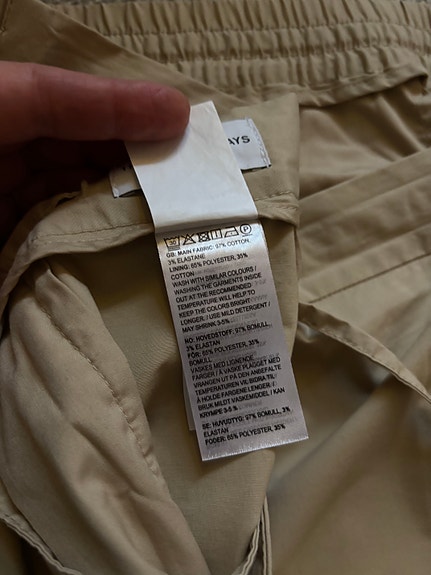 AYS
30
P
GB: MAIN FABRIC: 97% COTTON,
3% ELASTANE
LINING: 65% POLYESTER, 35%
COTTON
WASH WITH SIMILAR COLOURS /
WASHING THE GARMENTS INSIDE
OUT AT THE RECOMMENDED
TEMPERATURE WILL HELP TO
KEEP THE COLORS BRIGHT
LONGER. / USE MILD DETERGENT /
MAY SHRINK 3-5%
NO: HOVEDSTOFF: 97% BOMULL,
3% ELASTAN
FÔR: 65% POLYESTER, 35%
BOMULL
VASKES MED LIGNENDE
FARGER / Å VASKE PLAGGET MED
VRANGEN UT PÅ DEN ANBEFALTE
TEMPERATUREN VIL BIDRA TIL
Å HOLDE FARGENE LENGER. /
BRUK MILDT VASKEMIDDEL / KAN
KRYMPE 3-5 %
SE: HUVUDTYG: 97% BOMULL, 3%
ELASTAN
FODER: 65% POLYESTER, 35%